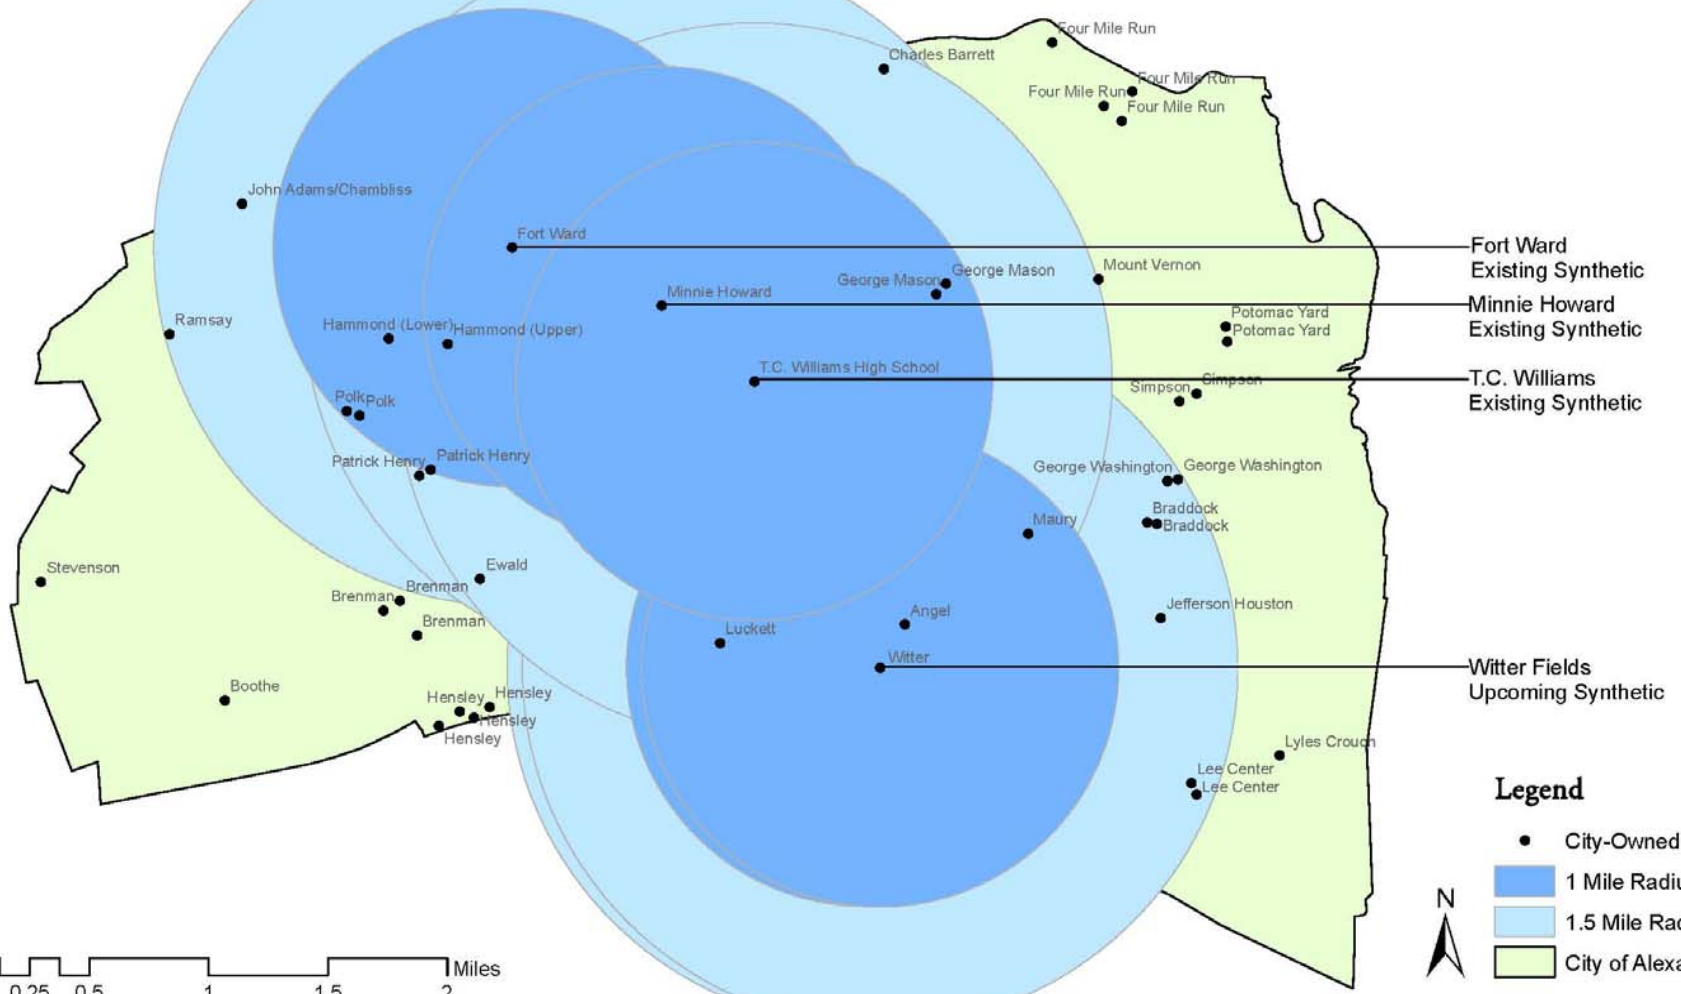 Four Mile Run
Charles Barrett
Four Mile Run
Four Mile Run
Four Mile Run
John Adams/Chambliss
Fort Ward
Fort Ward
Existing Synthetic
George Mason
Mount Vernon
George Mason
Minnie Howard
Minnie Howard
Existing Synthetic
Potomac Yard
Potomac Yard
Ramsay
Hammond (Lower)
Hammond (Upper)
T.C. Williams High School
T.C. Williams
Existing Synthetic
Simpson
Simpson
Polk
Polk
Patrick Henry
Patrick Henry
George Washington
George Washington
Braddock
Braddock
Maury
Ewald
Stevenson
Brenman
Brenman
Brenman
Jefferson Houston
Angel
Luckett
Witter
Witter Fields
Upcoming Synthetic
Boothe
Hensley
Hensley
Hensley
Hensley
Lyles Crouch
Lee Center
Lee Center
Legend
City-Owned
1 Mile Radiu
1.5 Mile Rad
City of Alexa
N
Miles
0.25 0.5 1 1.5 2